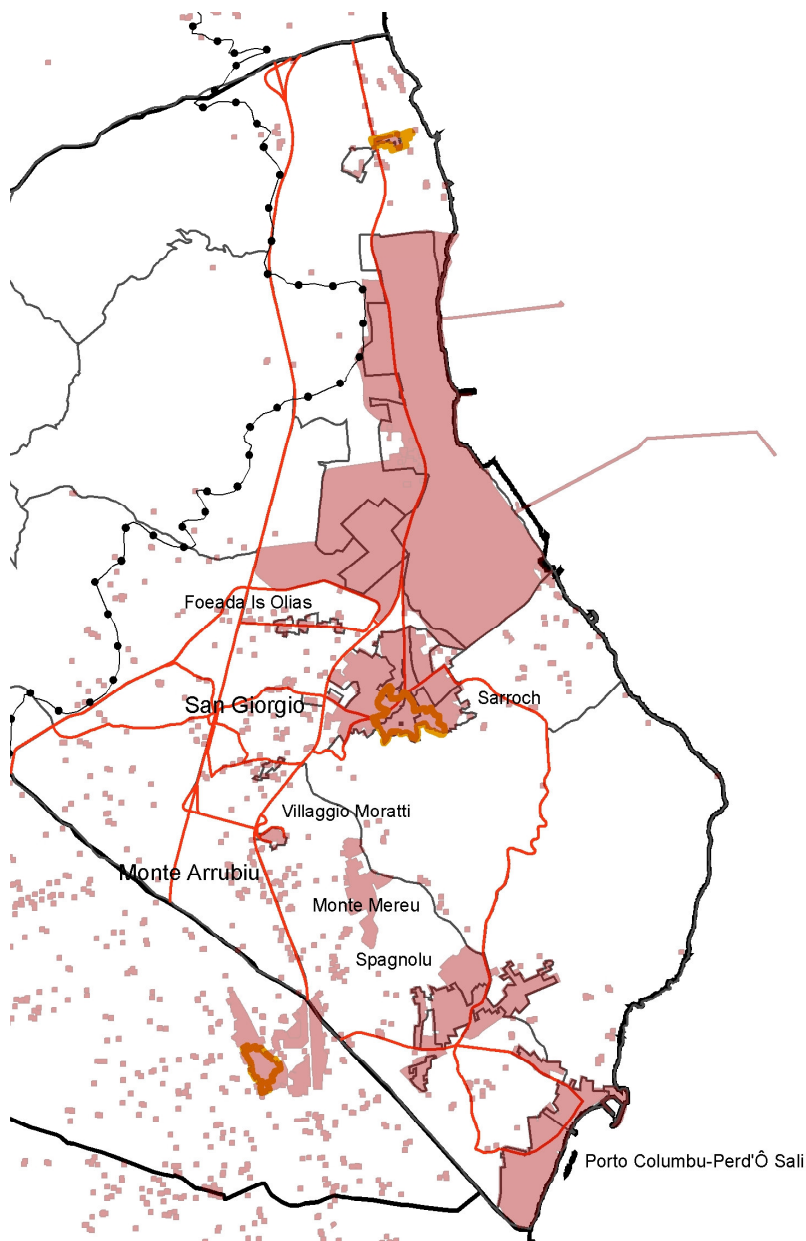 Foeada Is Olias
San Giorgio
Sarroch
Villaggio Moratti
Monte Arrubiu
Monte Mereu
Spagnolu
Porto Columbu-Perd'Ô Sali